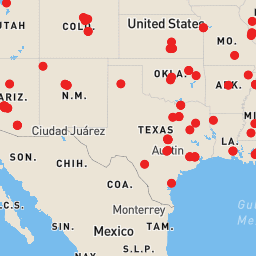 UTAH
COLO.
United States
MO.
OKLA.
ARK.
ARIZ.
N.M.
Ciudad Juárez
TEXAS
Austin
LA.
SON.
CHIH.
COA.
B.C.S.
Monterrey
SIN.
TAM.
Mexico
S.L.P.